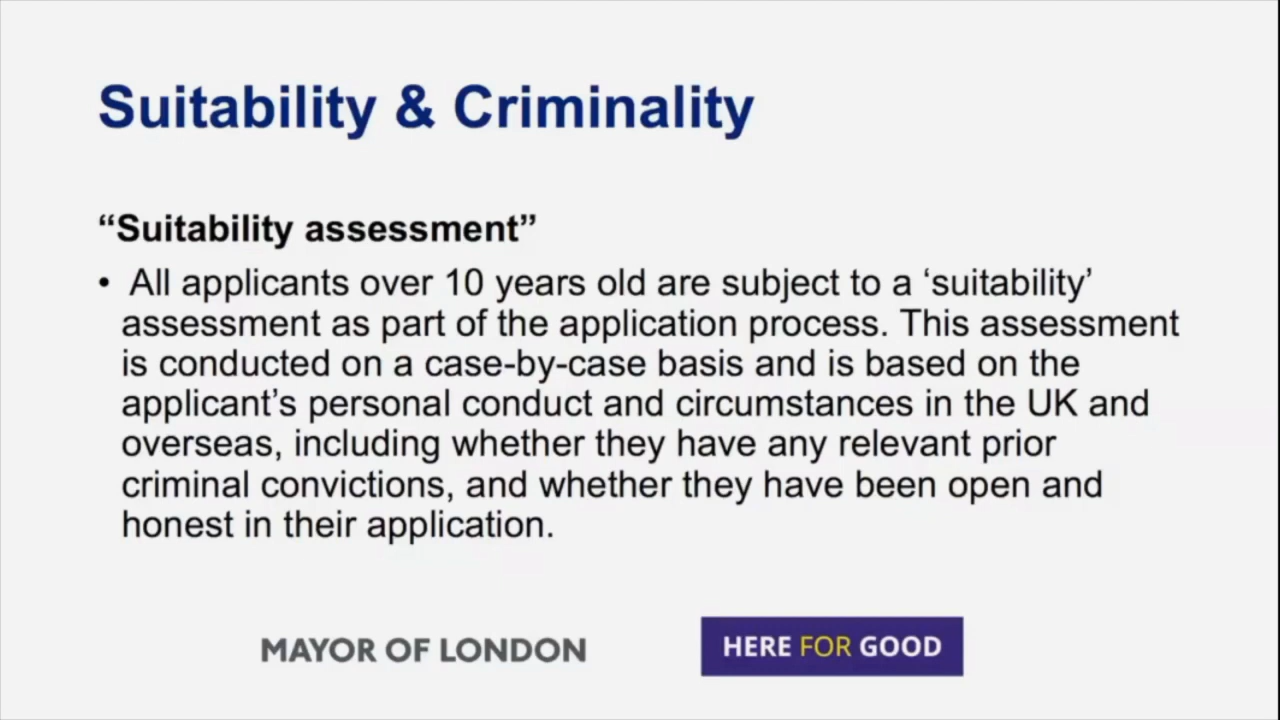 Suitability & Criminality
“Suitability assessment”
• All applicants over 10 years old are subject to a ‘suitability’
assessment as part of the application process. This assessment
is conducted on a case-by-case basis and is based on the
applicant’s personal conduct and circumstances in the UK and
overseas, including whether they have any relevant prior
criminal convictions, and whether they have been open and
honest in their application.
MAYOR OF LONDON
HERE FOR GOOD